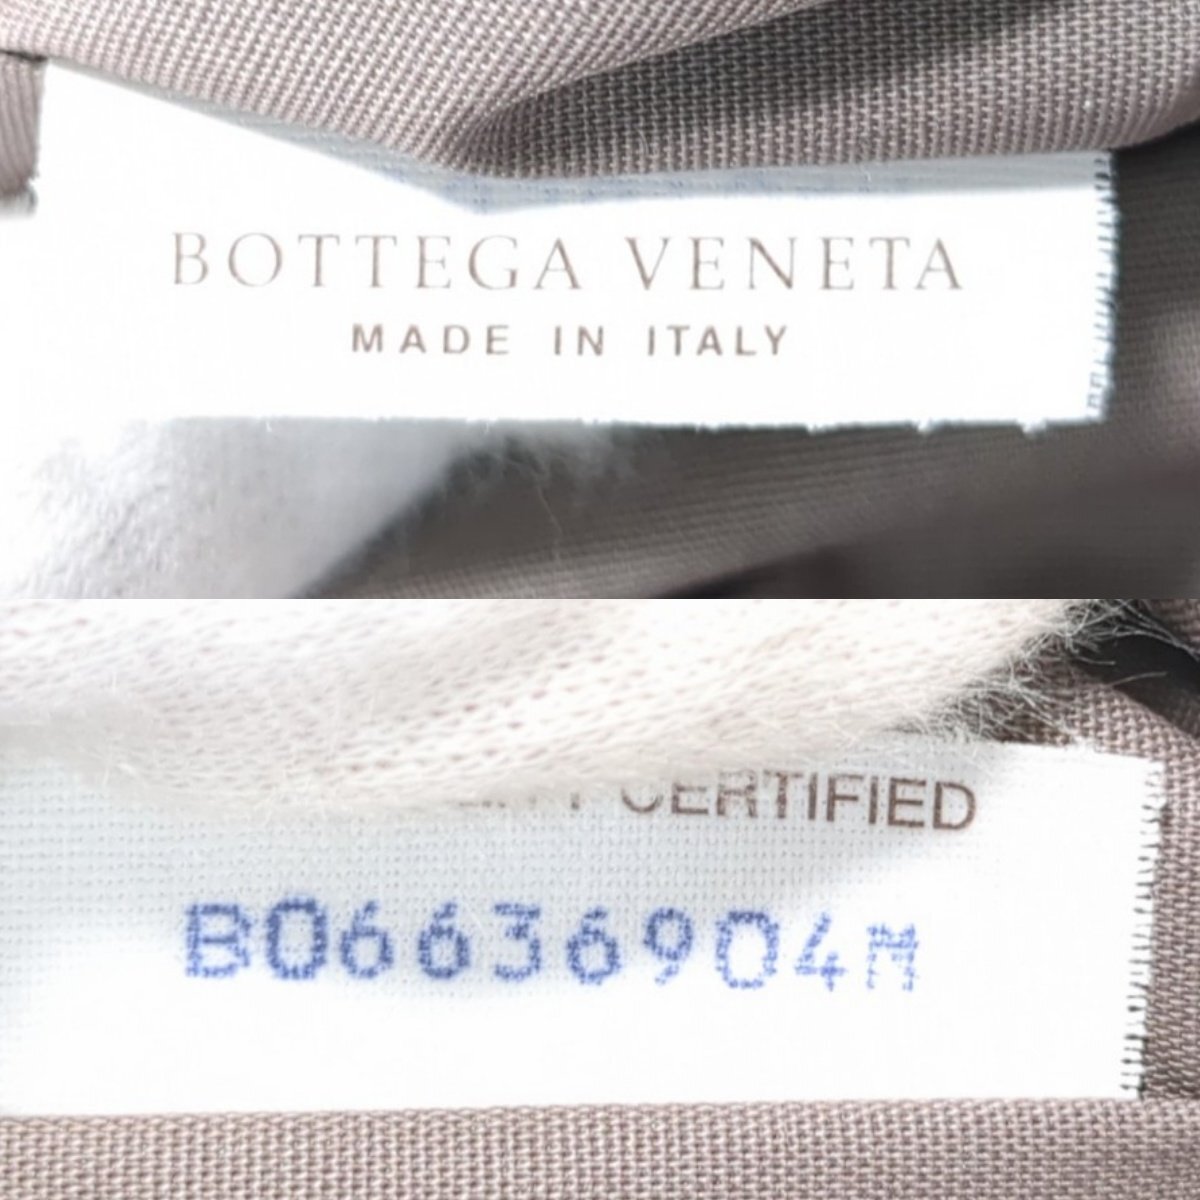 BOTTEGA VENETA
MADE IN ITALY
CERTIFIED
B06636904M